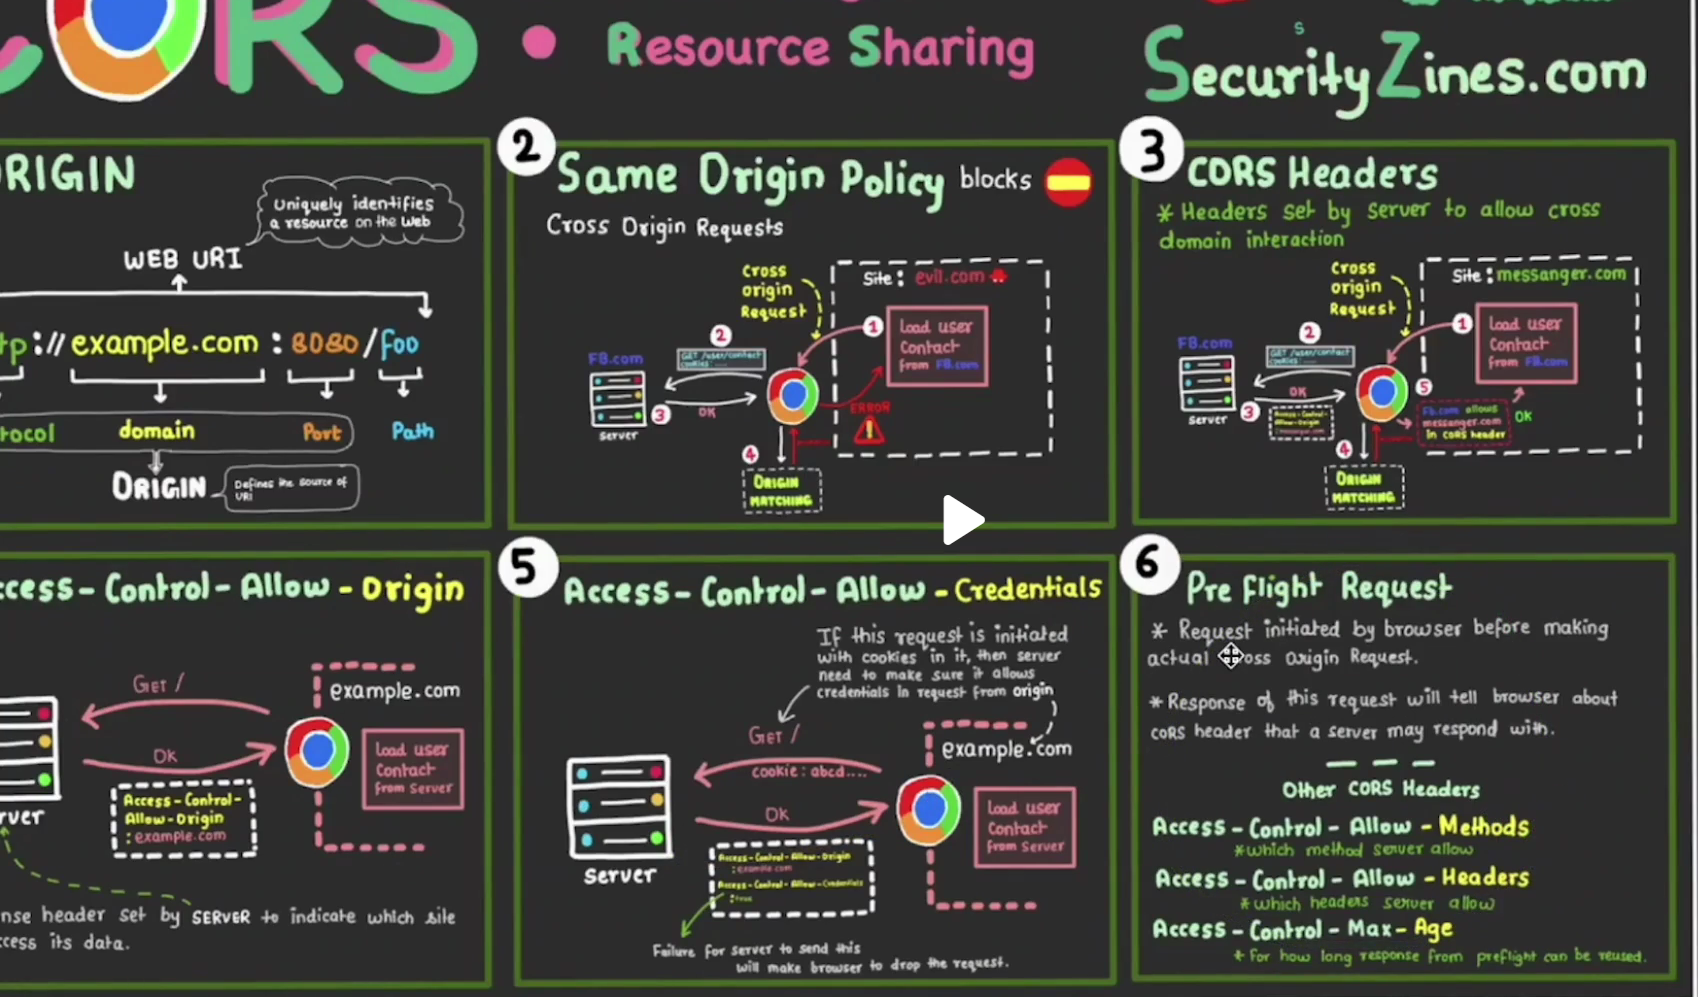 CORS
Resource Sharing
s
SecurityZines.com
RIGIN
Uniquely identifies
a resource on the web
WEB URI
tp://example.com : 8080/foo
rocol domain Port Path
ORIGIN
Defines the source of
URI
2
Same Origin Policy blocks
Cross Origin Requests
Cross
origin
Request
Site: evil.com
1
Load user
Contact
from FB.com
2
GET /user/contact
cookies: ....
FB.com
3
OK
server
ERROR
4
ORIGIN
MATCHING
3
CORS Headers
* Headers set by server to allow cross
domain interaction
Cross
origin
Request
Site: messanger.com
1
Load user
Contact
from FB.com
2
GET /user/contact
cookies: ....
FB.com
3
OK
server
Access-Control-
Allow-Origin
: messanger.com
5
Fb.com allows
messanger.com
in CORS header
OK
4
ORIGIN
MATCHING
ccess-Control-Allow-Origin
GET /
example.com
OK
Load user
Contact
from Server
rver
Access-Control-
Allow-Origin
: example.com
nse header set by SERVER to indicate which site
ccess its data.
5
Access-Control-Allow-Credentials
If this request is initiated
with cookies in it, then server
need to make sure it allows
credentials in request from origin
GET /
example.com
cookie: abcd....
OK
Load user
Contact
from Server
server
Access-Control-Allow-Origin
: example.com
Access-Control-Allow-Credentials
: true
Failure for server to send this
will make browser to drop the request.
6
Pre flight Request
* Request initiated by browser before making
actual oss Origin Request.
* Response of this request will tell browser about
CORS header that a server may respond with.
Other CORS Headers
Access-Control-Allow-Methods
* which method server allow
Access-Control-Allow-Headers
* which headers server allow
Access-Control-Max-Age
* for how long response from preflight can be reused.